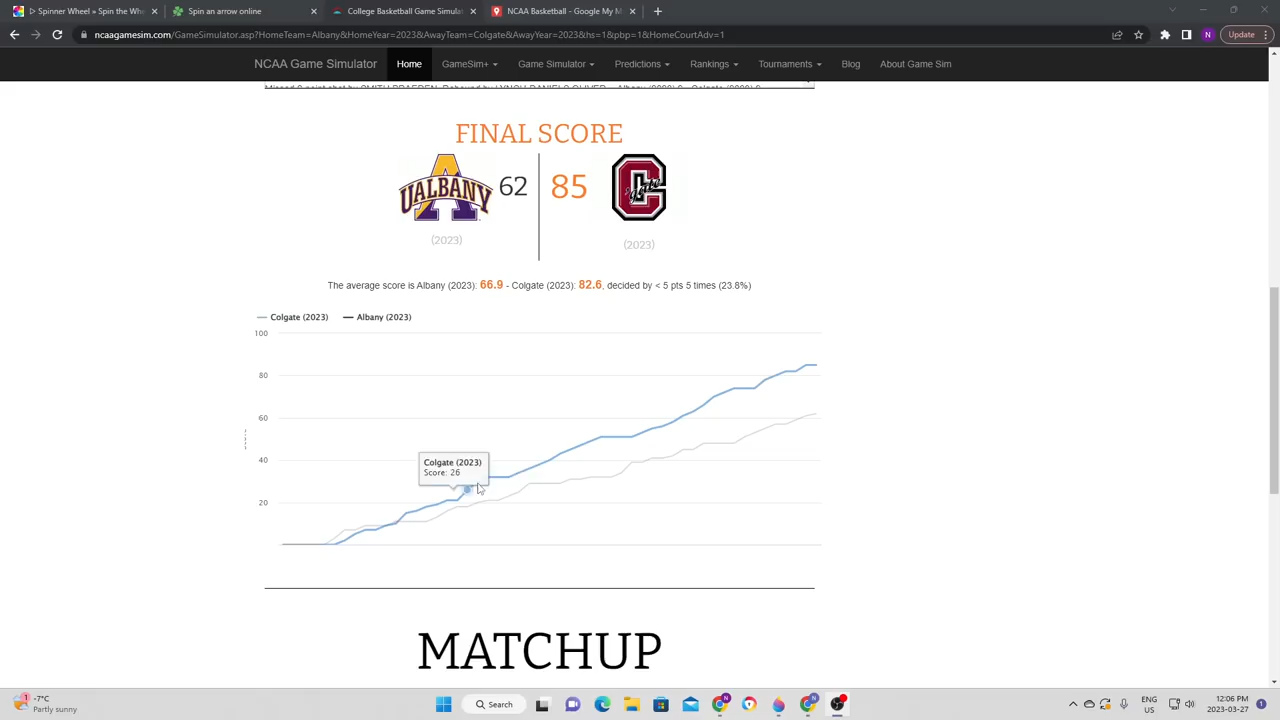 ▷ Spinner Wheel » Spin the Wh
Spin an arrow online
Basketball Game Simulator
NAvsNA - My March M
ncaagamesim.com/GameSimulator.asp?HomeTeam=Albany&HomeYear=2023&AwayTeam=Colgate&AwayYear=2023&hs=1&pbp=1&HomeCourtAdv=1
N
Update
NCAA Game Simulator
Home
GameSim+
Game Simulator
Predictions
Rankings
Tournaments
Blog
About Game Sim
FINAL SCORE
UALBANY
62
85
C
'gate
(2023)
(2023)
The average score is Albany (2023): 66.9 - Colgate (2023): 82.6, decided by < 5 pts 5 times (23.8%)
Colgate (2023)
Albany (2023)
100
80
60
40
20
Colgate (2023)
Score: 26
MATCHUP
-7°C
Partly sunny
Search
ENG
US
12:06 PM
2023-03-27